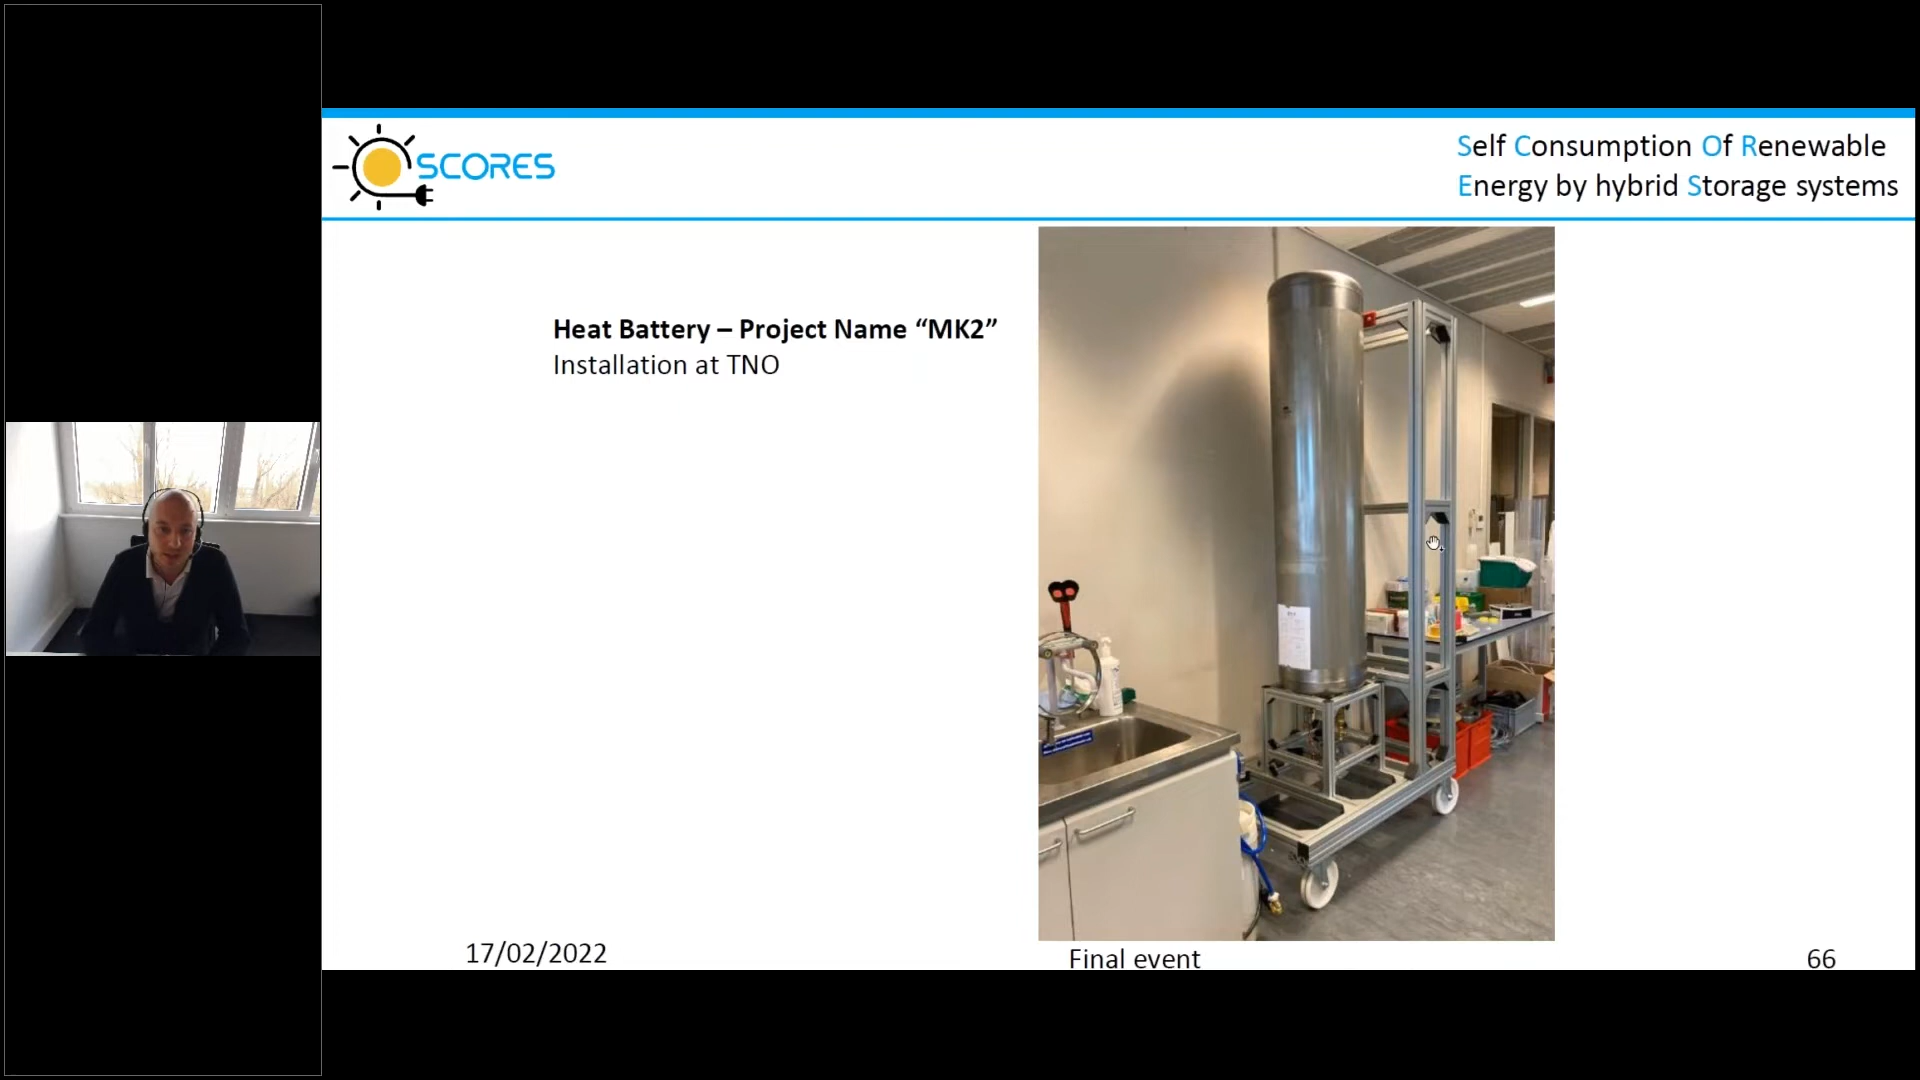 SCORES
Self Consumption Of Renewable
Energy by hybrid Storage systems
Heat Battery – Project Name “MK2”
Installation at TNO
17/02/2022
Final event
66